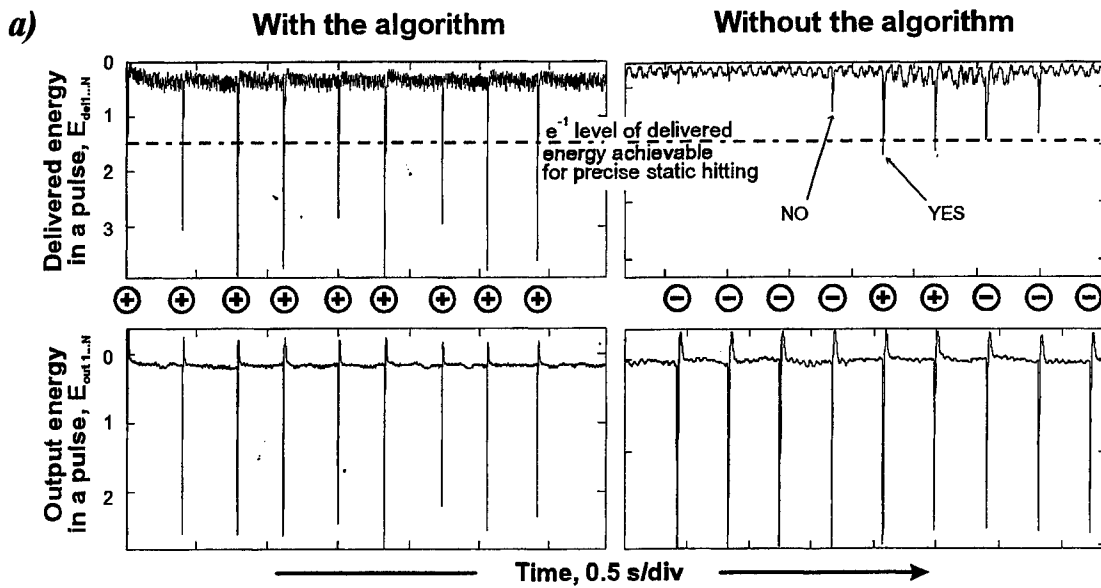 a)
With the algorithm
Without the algorithm
Delivered energy
in a pulse, E_del1...N
0
1
2
3
e⁻¹ level of delivered
energy achievable
for precise static hitting
NO
YES
+ + + + + + + + +
− − − − + + − − −
Output energy
in a pulse, E_out 1...N
0
1
2
Time, 0.5 s/div